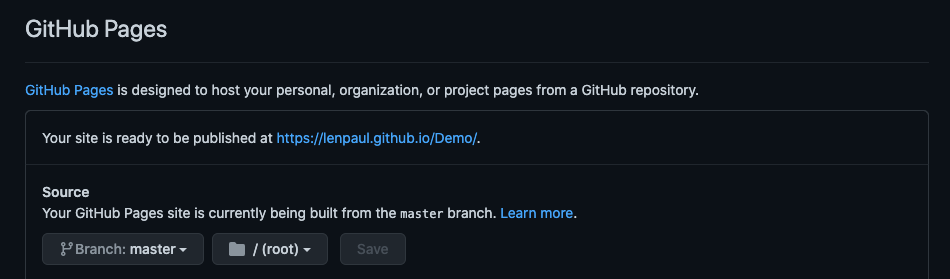 GitHub Pages
GitHub Pages is designed to host your personal, organization, or project pages from a GitHub repository.
Your site is ready to be published at https://lenpaul.github.io/Demo/.
Source
Your GitHub Pages site is currently being built from the master branch. Learn more.
Branch: master / (root) Save